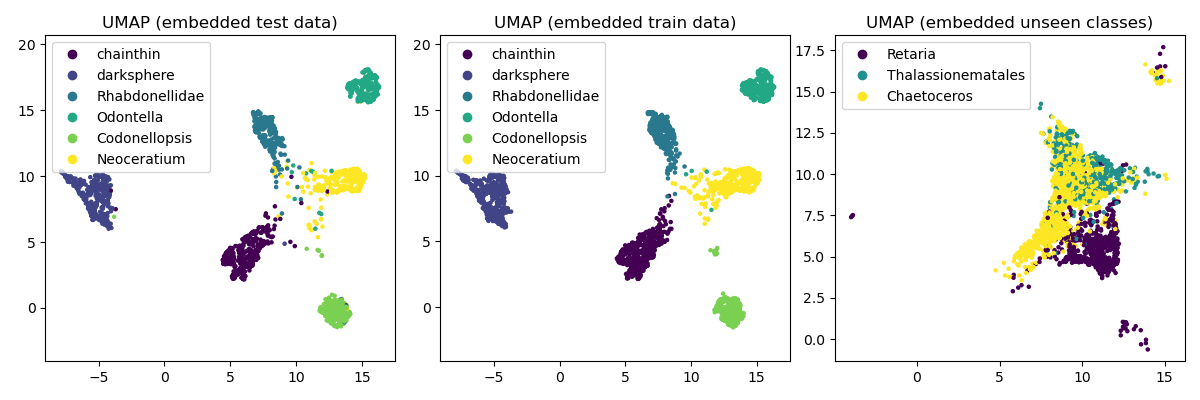 UMAP (embedded test data)
20
15
10
5
0
−5
0
5
10
15
chainthin
darksphere
Rhabdonellidae
Odontella
Codonellopsis
Neoceratium
UMAP (embedded train data)
20
15
10
5
0
−5
0
5
10
15
chainthin
darksphere
Rhabdonellidae
Odontella
Codonellopsis
Neoceratium
UMAP (embedded unseen classes)
17.5
15.0
12.5
10.0
7.5
5.0
2.5
0.0
0
5
10
15
Retaria
Thalassionematales
Chaetoceros